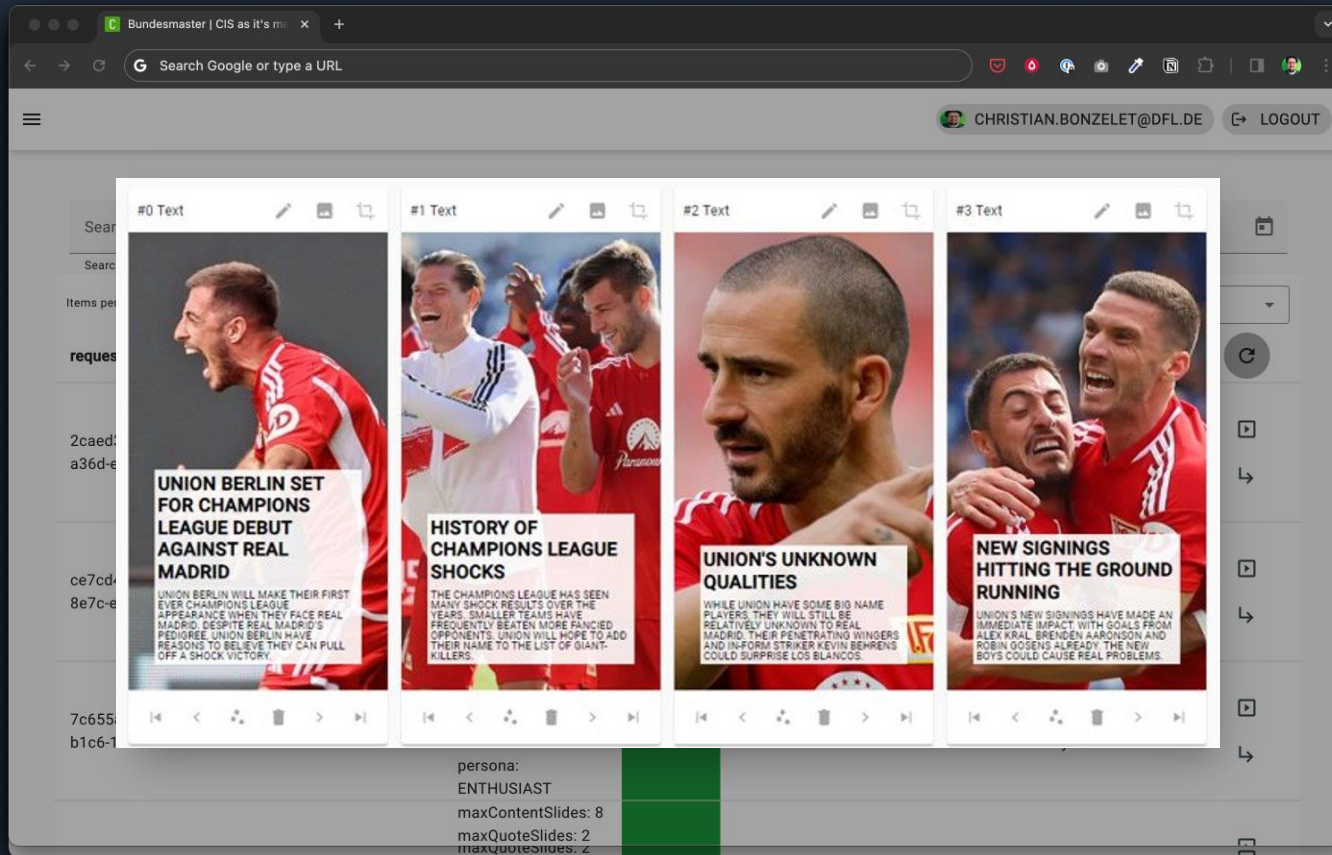 Bundesmaster | CIS as it's me
Search Google or type a URL
CHRISTIAN.BONZELET@DFL.DE
LOGOUT
Sear
Searc
Items per
reques
2caed3
a36d-e
ce7cd4
8e7c-e
7c655
b1c6-1
#0 Text
UNION BERLIN SET
FOR CHAMPIONS
LEAGUE DEBUT
AGAINST REAL
MADRID
UNION BERLIN WILL MAKE THEIR FIRST
EVER CHAMPIONS LEAGUE
APPEARANCE WHEN THEY FACE REAL
MADRID. DESPITE REAL MADRID'S
PEDIGREE, UNION BERLIN HAVE
REASONS TO BELIEVE THEY CAN PULL
OFF A SHOCK VICTORY.
#1 Text
Paramoun
HISTORY OF
CHAMPIONS LEAGUE
SHOCKS
THE CHAMPIONS LEAGUE HAS SEEN
MANY SHOCK RESULTS OVER THE
YEARS. SMALLER TEAMS HAVE
FREQUENTLY BEATEN MORE FANCIED
OPPONENTS. UNION WILL HOPE TO ADD
THEIR NAME TO THE LIST OF GIANT-
KILLERS.
#2 Text
UNION'S UNKNOWN
QUALITIES
WHILE UNION HAVE SOME BIG NAME
PLAYERS, THEY WILL STILL BE
RELATIVELY UNKNOWN TO REAL
MADRID. THEIR PENETRATING WINGERS
AND IN-FORM STRIKER KEVIN BEHRENS
COULD SURPRISE LOS BLANCOS.
#3 Text
NEW SIGNINGS
HITTING THE GROUND
RUNNING
UNION'S NEW SIGNINGS HAVE MADE AN
IMMEDIATE IMPACT, WITH GOALS FROM
ALEX KRAL, BRENDEN AARONSON AND
ROBIN GOSENS ALREADY. THE NEW
BOYS COULD CAUSE REAL PROBLEMS.
persona:
ENTHUSIAST
maxContentSlides: 8
maxQuoteSlides: 2
maxQuoteSlides: 2